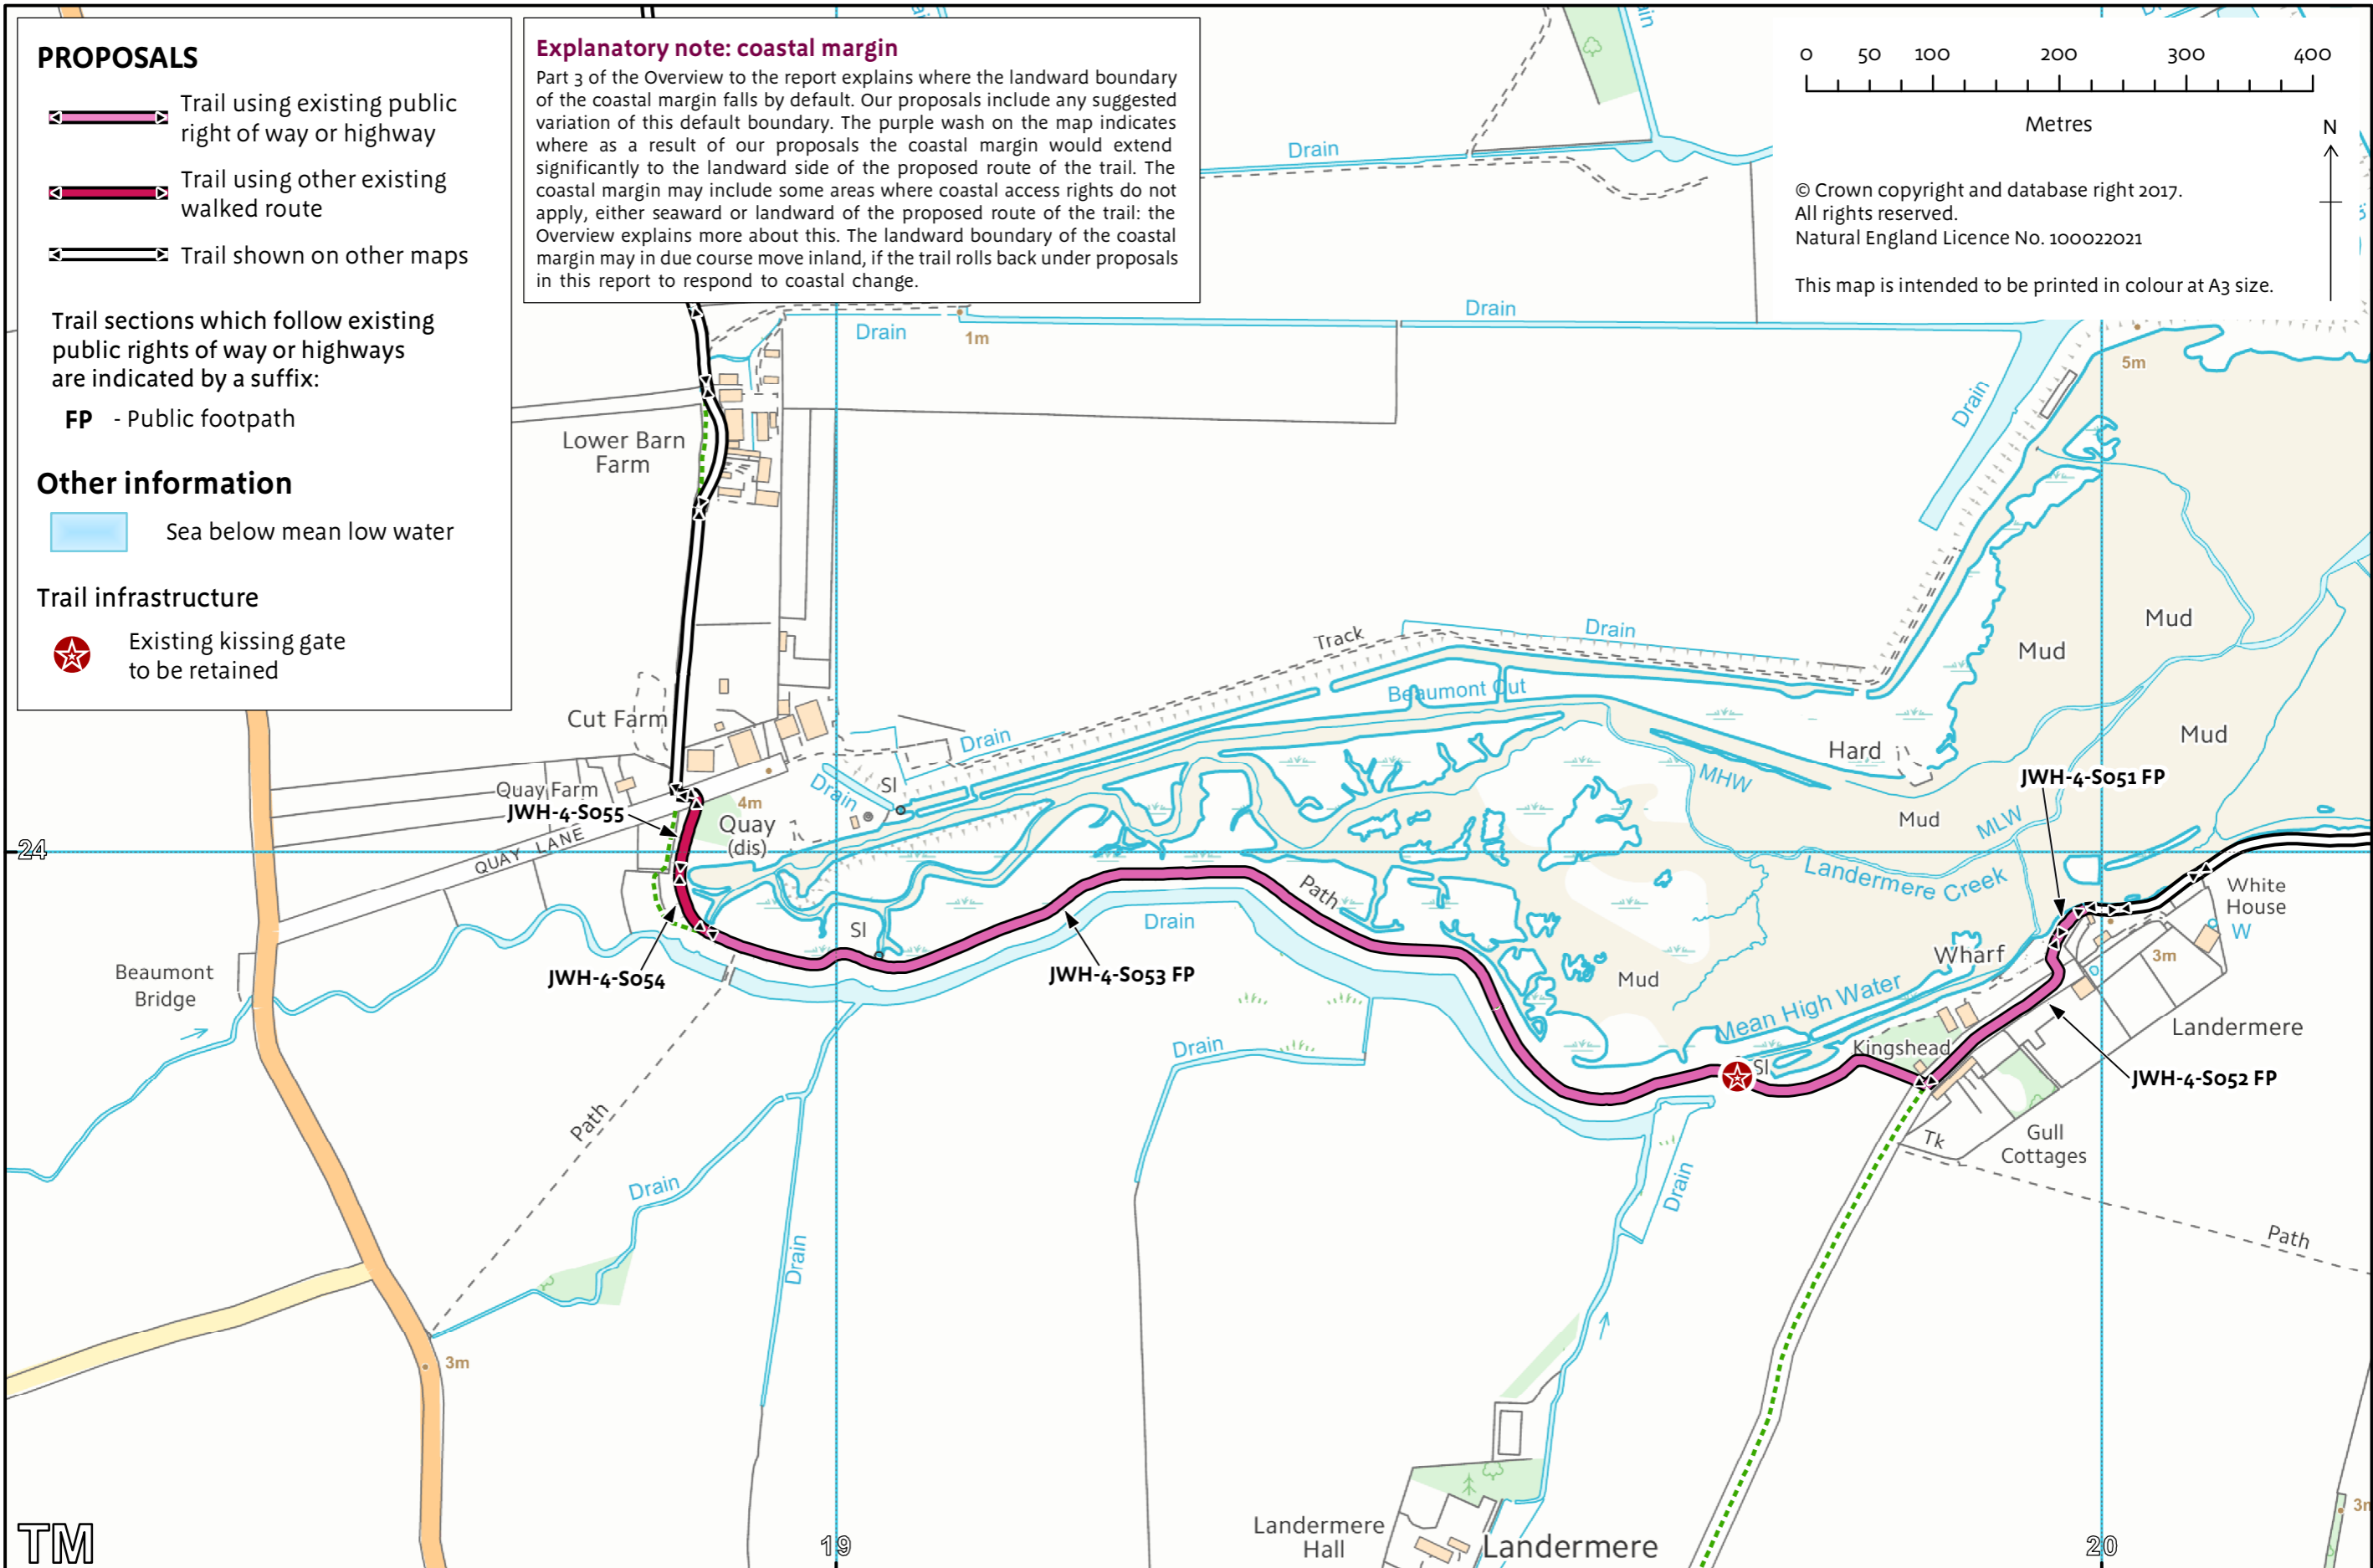 PROPOSALS
Trail using existing public
right of way or highway
Trail using other existing
walked route
Trail shown on other maps
Trail sections which follow existing
public rights of way or highways
are indicated by a suffix:
FP - Public footpath
Other information
Sea below mean low water
Trail infrastructure
Existing kissing gate
to be retained
Explanatory note: coastal margin
Part 3 of the Overview to the report explains where the landward boundary
of the coastal margin falls by default. Our proposals include any suggested
variation of this default boundary. The purple wash on the map indicates
where as a result of our proposals the coastal margin would extend
significantly to the landward side of the proposed route of the trail. The
coastal margin may include some areas where coastal access rights do not
apply, either seaward or landward of the proposed route of the trail: the
Overview explains more about this. The landward boundary of the coastal
margin may in due course move inland, if the trail rolls back under proposals
in this report to respond to coastal change.
0 50 100 200 300 400
Metres
N
© Crown copyright and database right 2017.
All rights reserved.
Natural England Licence No. 100022021
This map is intended to be printed in colour at A3 size.
Drain
Drain
Drain
1m
5m
Drain
Lower Barn
Farm
Track
Drain
Mud
Mud
Beaumont Cut
Cut Farm
Drain
Mud
Hard
MHW
JWH-4-S051 FP
Quay Farm
JWH-4-S055
Drain
SI
4m
Quay
(dis)
Mud
MLW
24
QUAY LANE
Landermere Creek
Path
White
House
W
Drain
SI
Wharf
3m
Beaumont
Bridge
JWH-4-S054
JWH-4-S053 FP
Mud
Mean High Water
Landermere
Drain
Kingshead
SI
JWH-4-S052 FP
Path
Tk
Gull
Cottages
Drain
Drain
Path
Drain
3m
TM
19
Landermere
Hall
Landermere
20